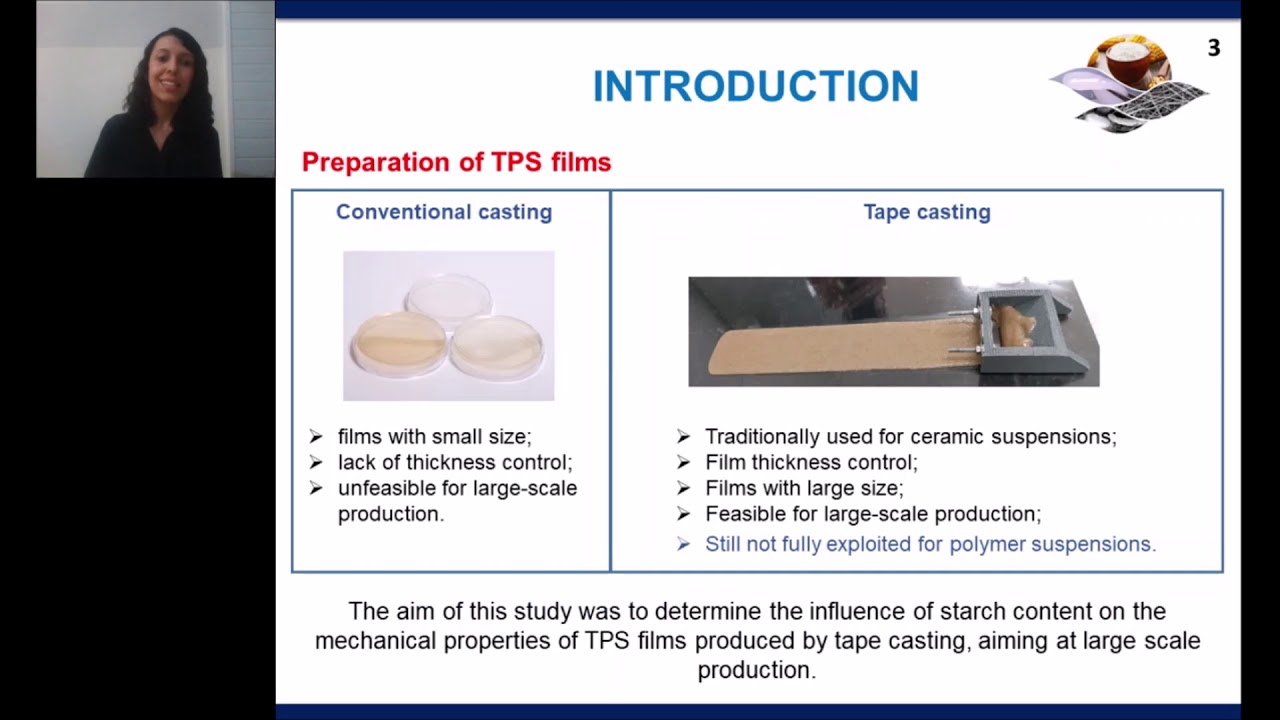 3
INTRODUCTION
Preparation of TPS films
Conventional casting
films with small size;
lack of thickness control;
unfeasible for large-scale
production.
Tape casting
Traditionally used for ceramic suspensions;
Film thickness control;
Films with large size;
Feasible for large-scale production;
Still not fully exploited for polymer suspensions.
The aim of this study was to determine the influence of starch content on the
mechanical properties of TPS films produced by tape casting, aiming at large scale
production.